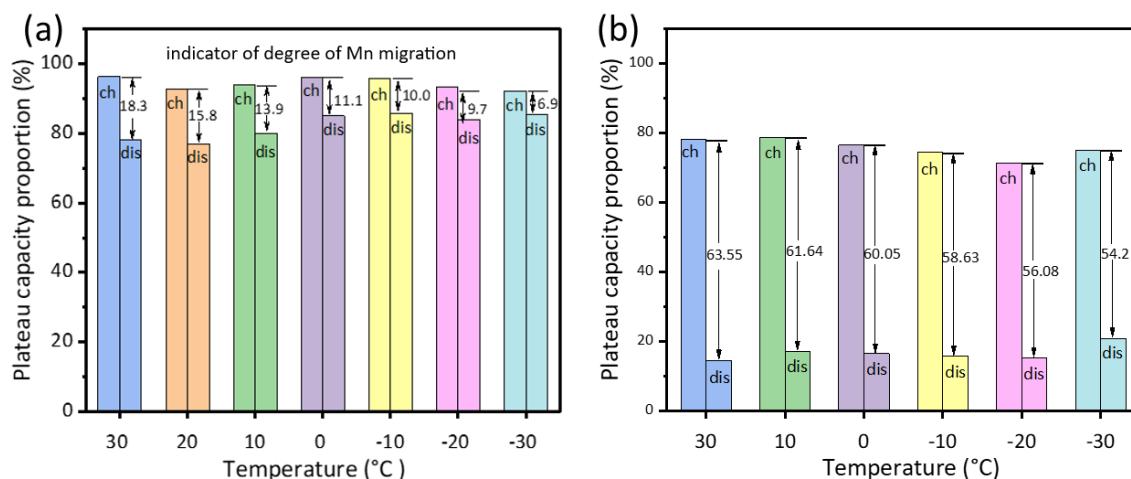 (a)
indicator of degree of Mn migration
Plateau capacity proportion (%)
100
80
60
40
20
0
ch
18.3
dis
ch
15.8
dis
ch
13.9
dis
ch
11.1
dis
ch
10.0
dis
ch
9.7
dis
ch
6.9
dis
30
20
10
0
-10
-20
-30
Temperature (°C )
(b)
Plateau capacity proportion (%)
100
80
60
40
20
0
ch
63.55
dis
ch
61.64
dis
ch
60.05
dis
ch
58.63
dis
ch
56.08
dis
ch
54.2
dis
30
10
0
-10
-20
-30
Temperature (°C)